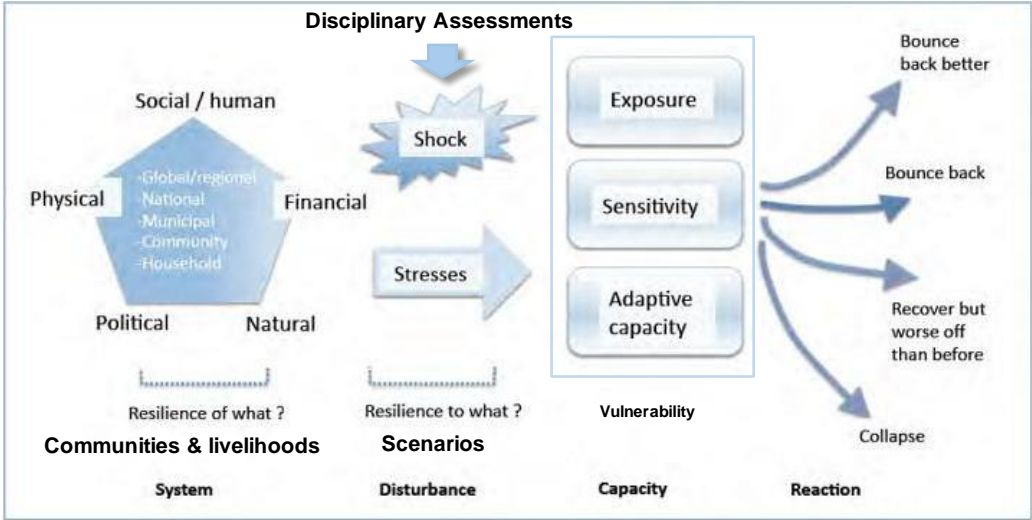 Disciplinary Assessments
Social / human
Physical
Financial
-Global/regional
-National
-Municipal
-Community
-Household
Political
Natural
Resilience of what ?
Communities & livelihoods
System
Shock
Stresses
Resilience to what ?
Scenarios
Disturbance
Exposure
Sensitivity
Adaptive
capacity
Vulnerability
Capacity
Bounce
back better
Bounce back
Recover but
worse off
than before
Collapse
Reaction